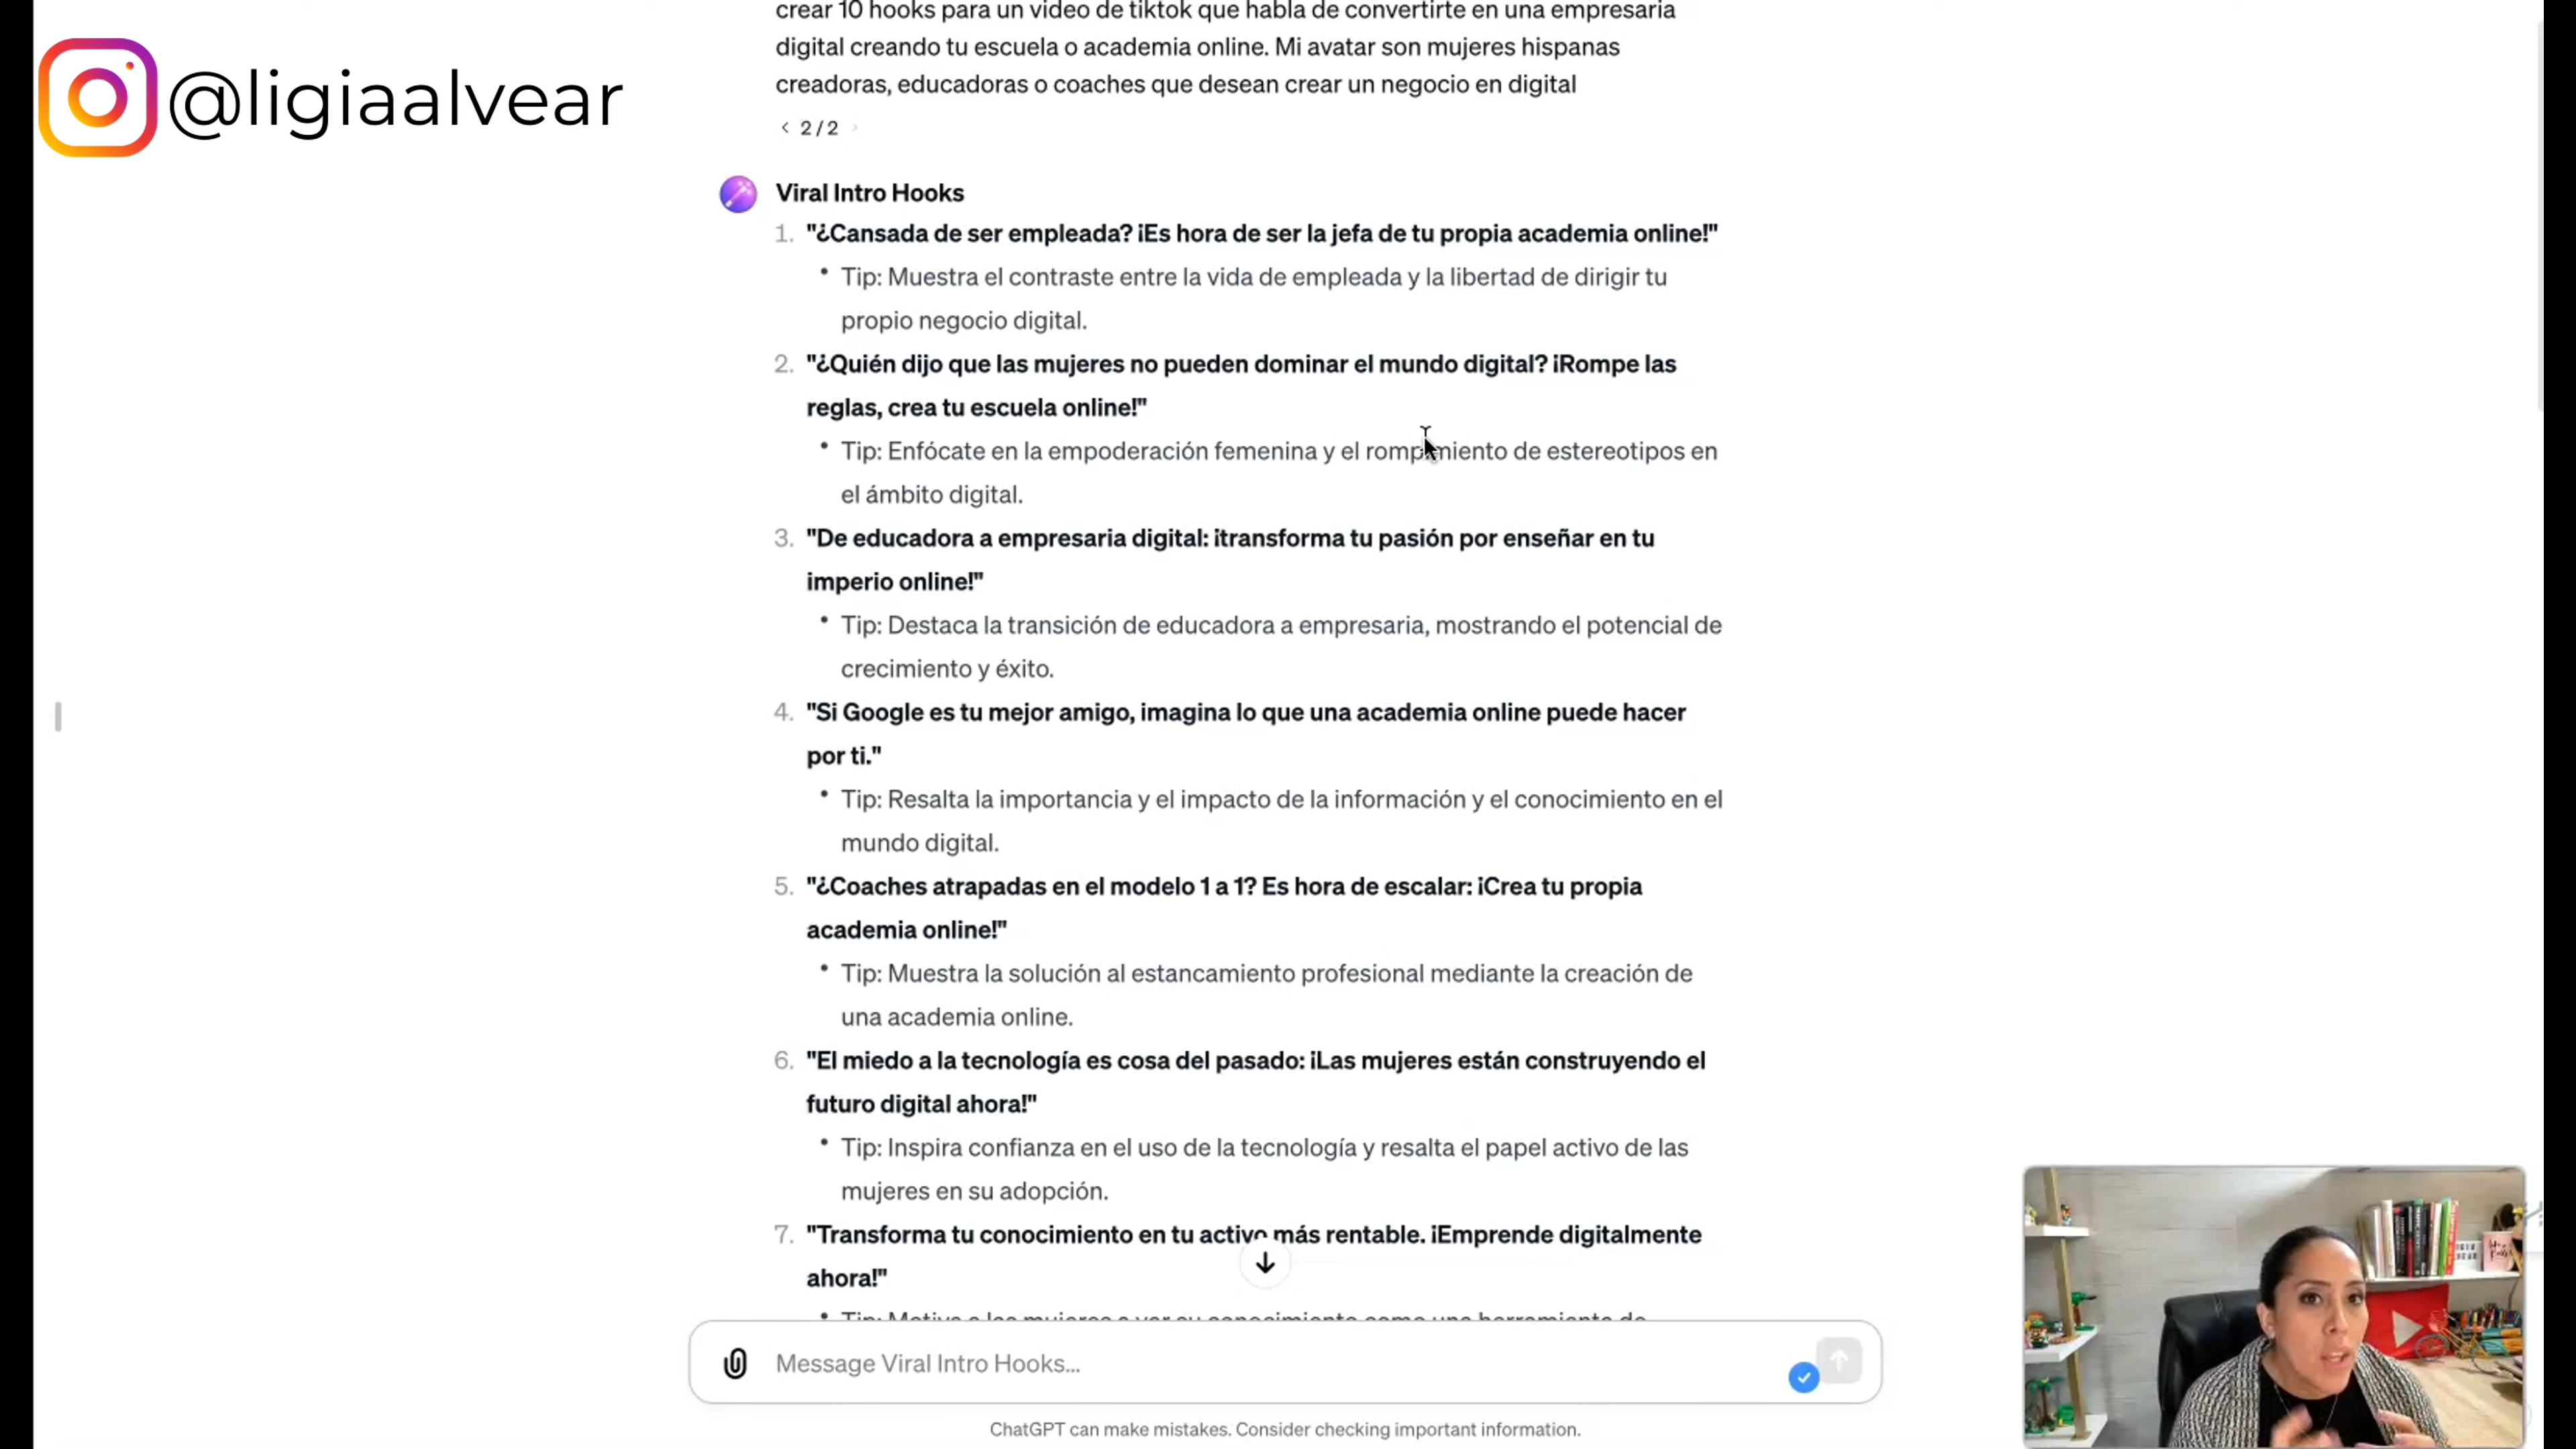 @ligiaalvear
crear 10 hooks para un video de tiktok que habla de convertirte en una empresaria
digital creando tu escuela o academia online. Mi avatar son mujeres hispanas
creadoras, educadoras o coaches que desean crear un negocio en digital
2 / 2
Viral Intro Hooks
1. "¿Cansada de ser empleada? ¡Es hora de ser la jefa de tu propia academia online!"
• Tip: Muestra el contraste entre la vida de empleada y la libertad de dirigir tu
propio negocio digital.
2. "¿Quién dijo que las mujeres no pueden dominar el mundo digital? ¡Rompe las
reglas, crea tu escuela online!"
• Tip: Enfócate en la empoderación femenina y el rompimiento de estereotipos en
el ámbito digital.
3. "De educadora a empresaria digital: ¡transforma tu pasión por enseñar en tu
imperio online!"
• Tip: Destaca la transición de educadora a empresaria, mostrando el potencial de
crecimiento y éxito.
4. "Si Google es tu mejor amigo, imagina lo que una academia online puede hacer
por ti."
• Tip: Resalta la importancia y el impacto de la información y el conocimiento en el
mundo digital.
5. "¿Coaches atrapadas en el modelo 1 a 1? Es hora de escalar: ¡Crea tu propia
academia online!"
• Tip: Muestra la solución al estancamiento profesional mediante la creación de
una academia online.
6. "El miedo a la tecnología es cosa del pasado: ¡Las mujeres están construyendo el
futuro digital ahora!"
• Tip: Inspira confianza en el uso de la tecnología y resalta el papel activo de las
mujeres en su adopción.
7. "Transforma tu conocimiento en tu activo más rentable. ¡Emprende digitalmente
ahora!"
• Tip: Motiva a las mujeres a ver su conocimiento como una herramienta de
Message Viral Intro Hooks...
ChatGPT can make mistakes. Consider checking important information.